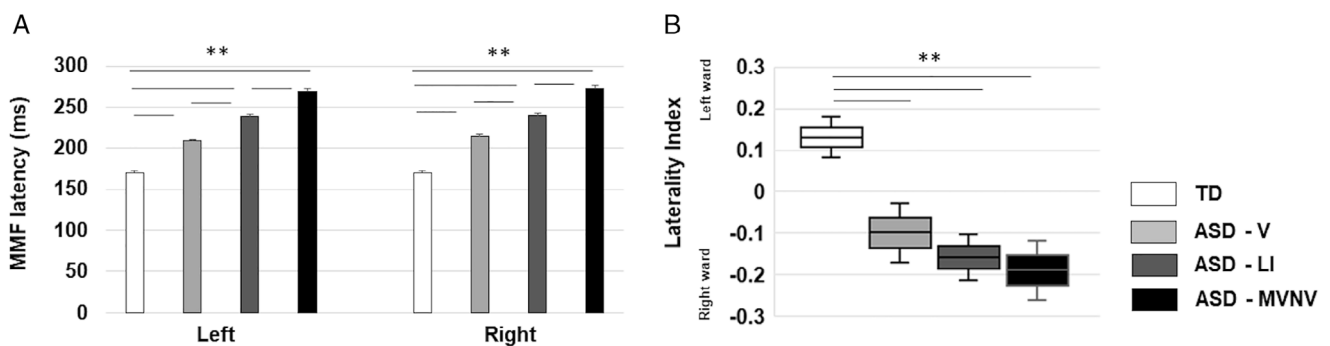 A
**
**
300
250
200
150
100
50
0
MMF latency (ms)
Left
Right
B
**
0.3
0.2
0.1
0
-0.1
-0.2
-0.3
Left ward
Laterality Index
Right ward
TD
ASD - V
ASD - LI
ASD - MVNV